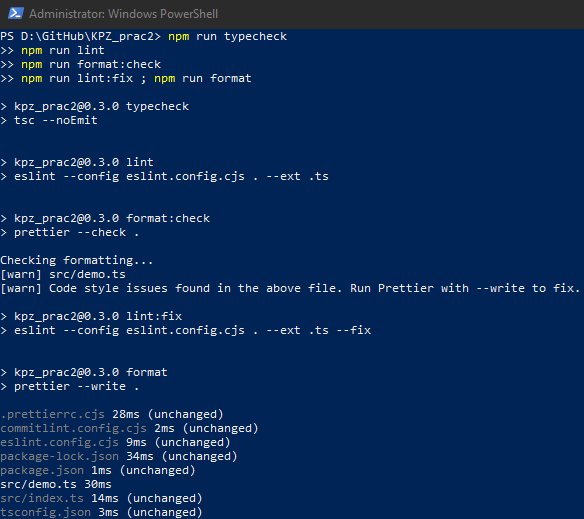 Administrator: Windows PowerShell
PS D:\GitHub\KPZ_prac2> npm run typecheck
>> npm run lint
>> npm run format:check
>> npm run lint:fix ; npm run format
> kpz_prac2@0.3.0 typecheck
> tsc --noEmit
> kpz_prac2@0.3.0 lint
> eslint --config eslint.config.cjs . --ext .ts
> kpz_prac2@0.3.0 format:check
> prettier --check .
Checking formatting...
[warn] src/demo.ts
[warn] Code style issues found in the above file. Run Prettier with --write to fix.
> kpz_prac2@0.3.0 lint:fix
> eslint --config eslint.config.cjs . --ext .ts --fix
> kpz_prac2@0.3.0 format
> prettier --write .
.prettierrc.cjs 28ms (unchanged)
commitlint.config.cjs 2ms (unchanged)
eslint.config.cjs 9ms (unchanged)
package-lock.json 34ms (unchanged)
package.json 1ms (unchanged)
src/demo.ts 30ms
src/index.ts 14ms (unchanged)
tsconfig.json 3ms (unchanged)